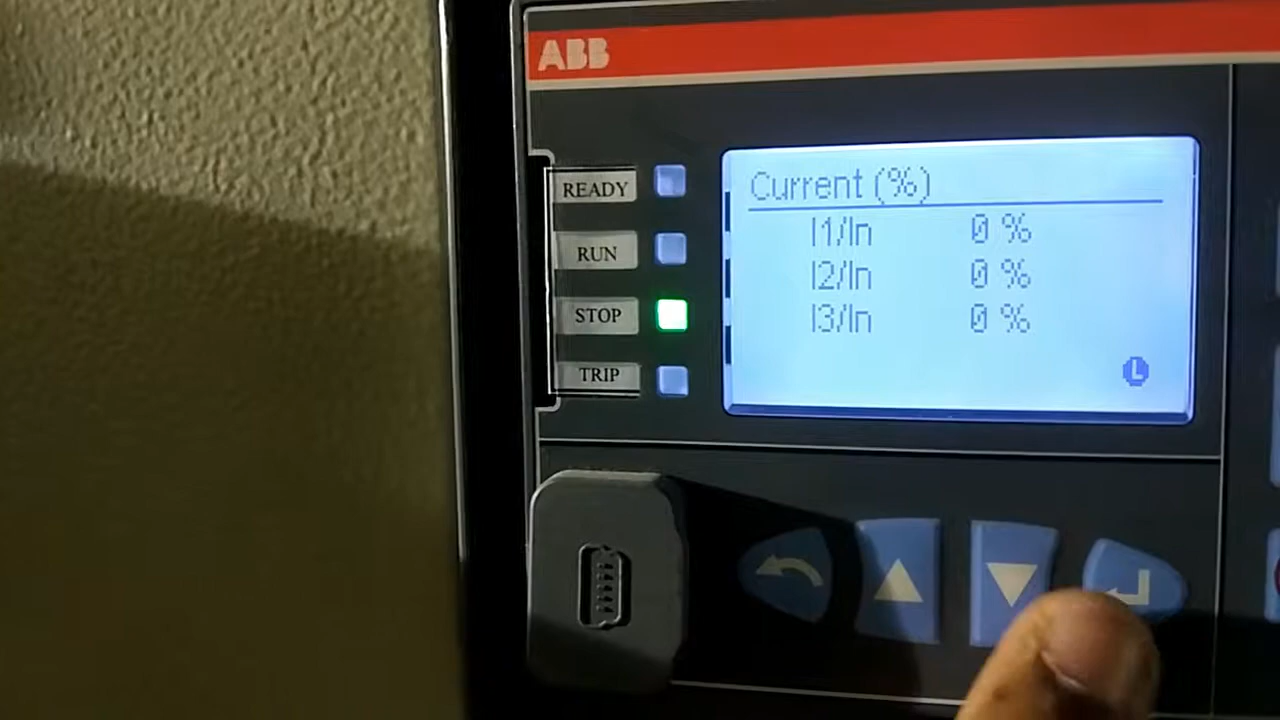 ABB
READY
RUN
STOP
TRIP
Current (%)
I1/In 0 %
I2/In 0 %
I3/In 0 %
L